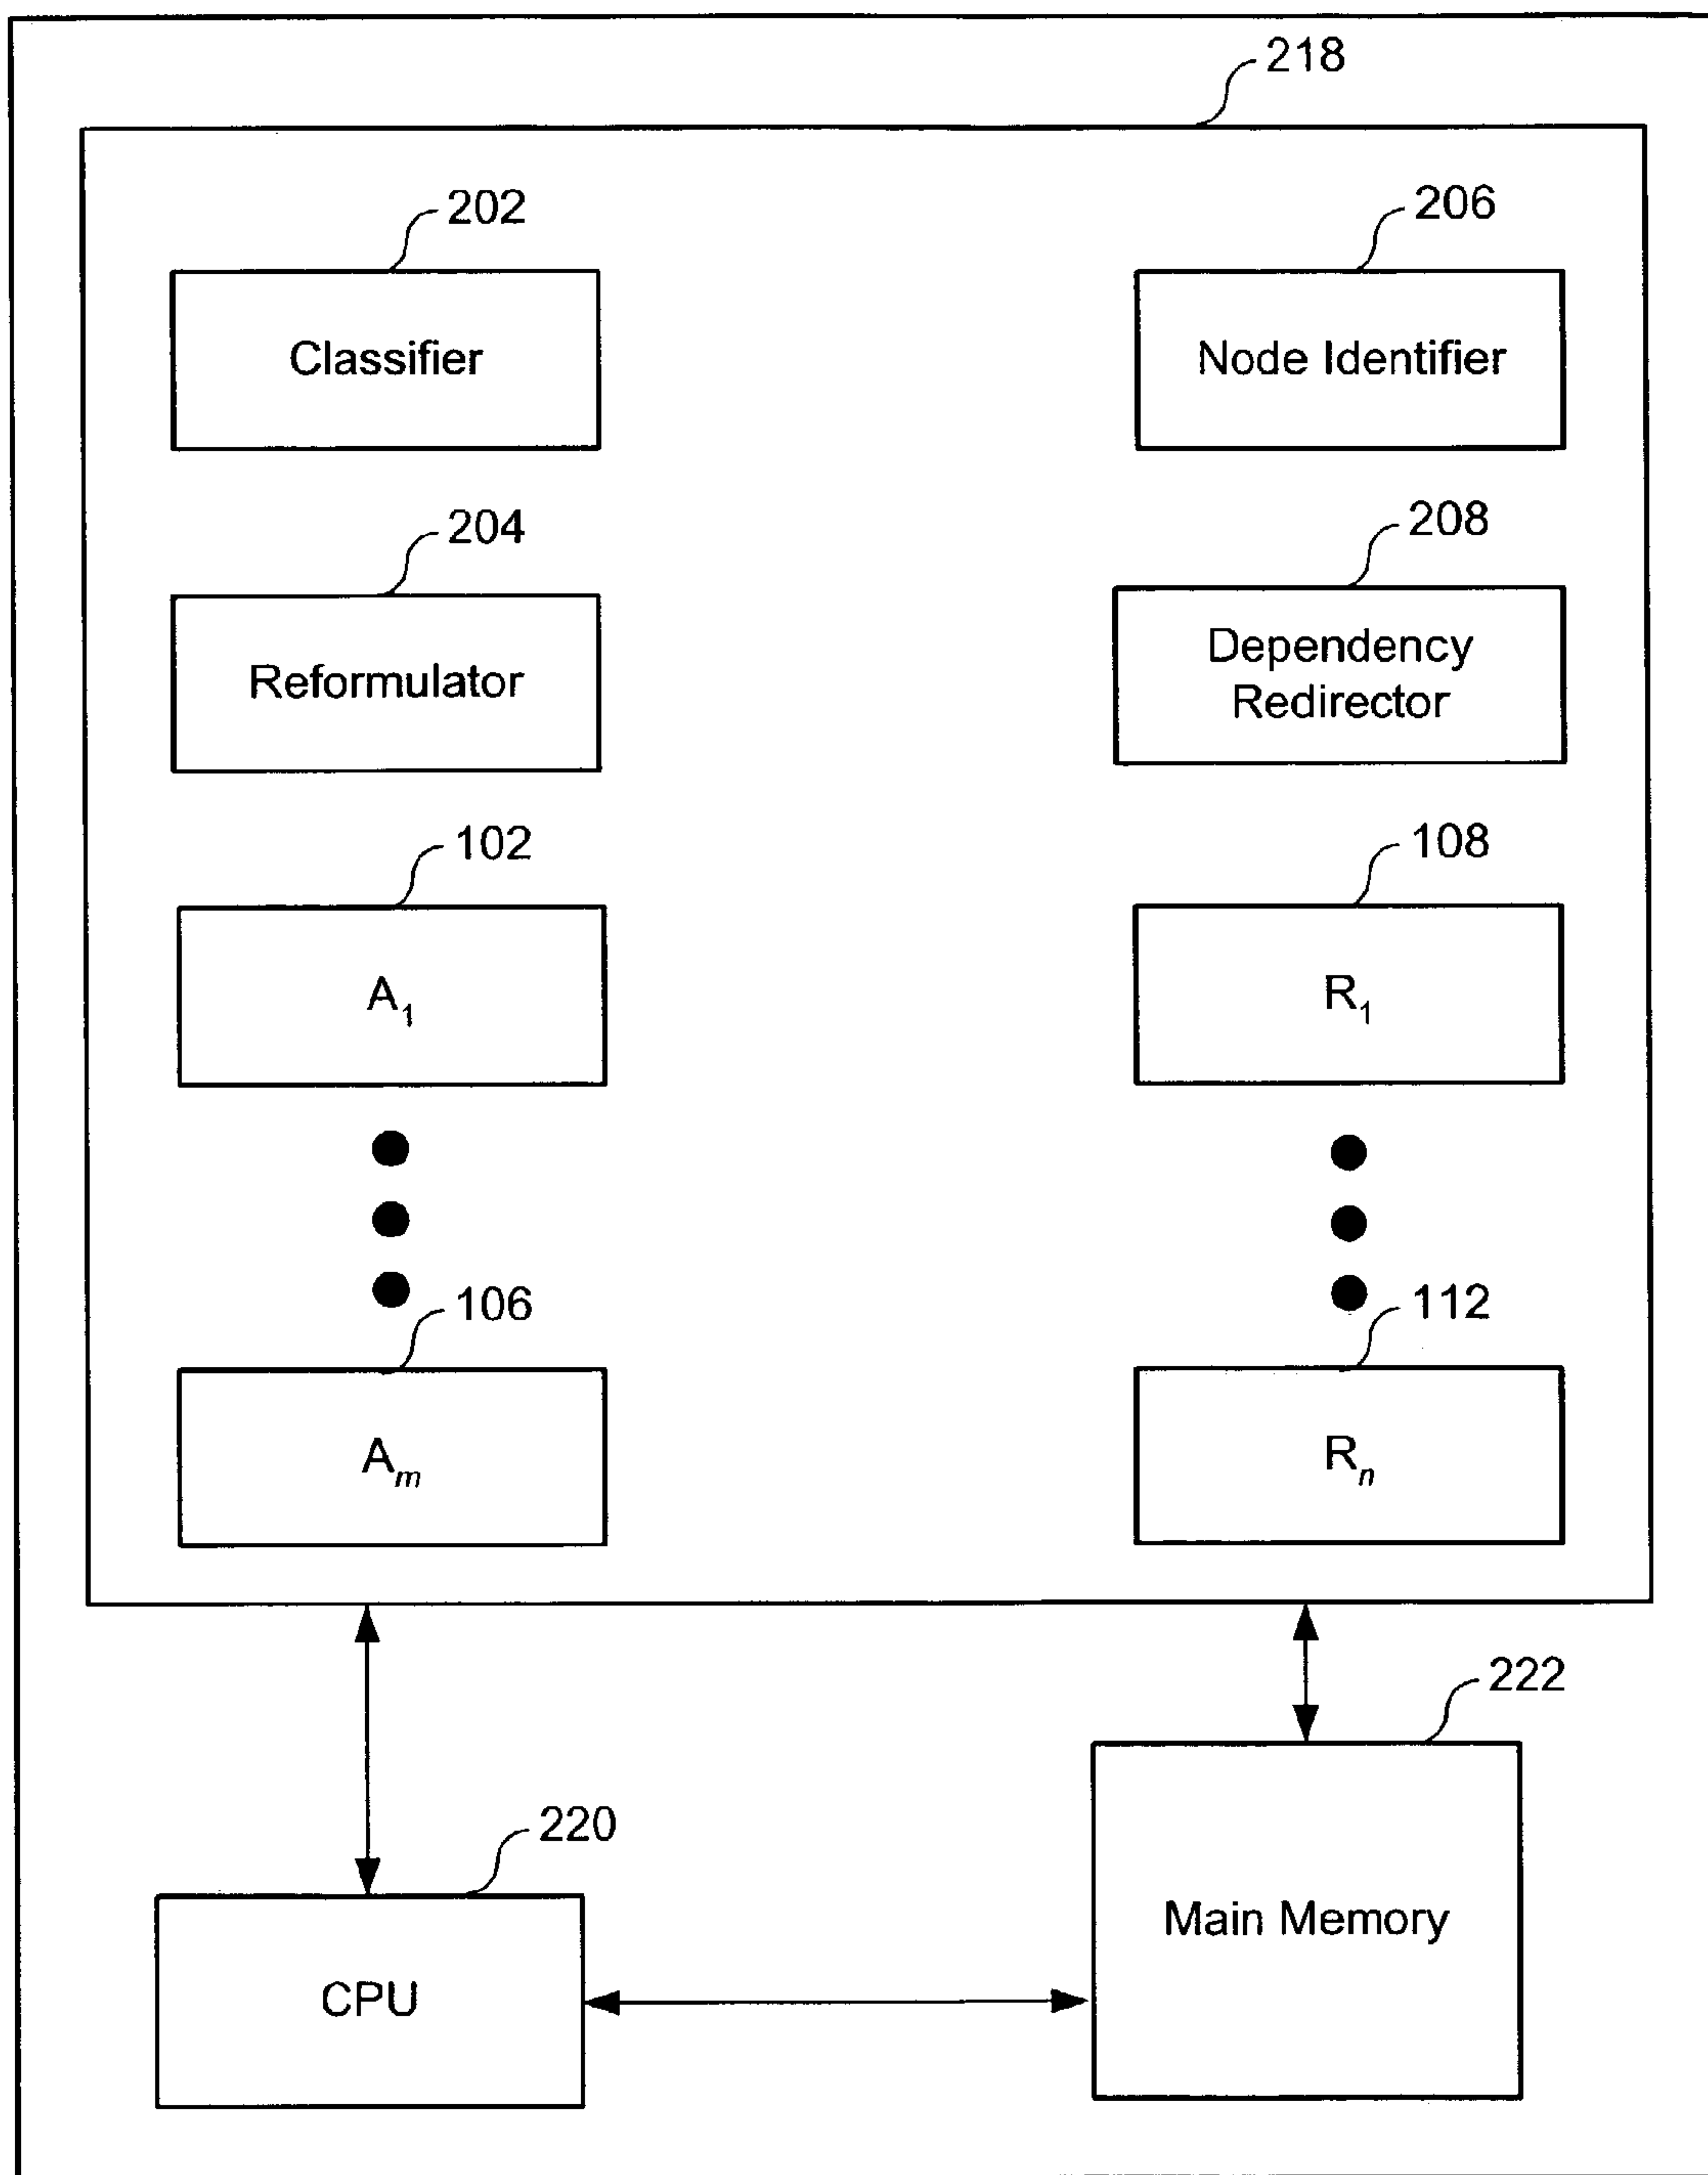 218
202
206
Classifier
Node Identifier
204
208
Reformulator
Dependency
Redirector
102
108
A1
R1
106
112
Am
Rn
222
220
Main Memory
CPU